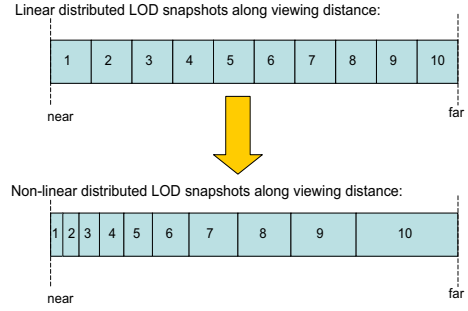 Linear distributed LOD snapshots along viewing distance:
1 2 3 4 5 6 7 8 9 10
near far
Non-linear distributed LOD snapshots along viewing distance:
1 2 3 4 5 6 7 8 9 10
near far